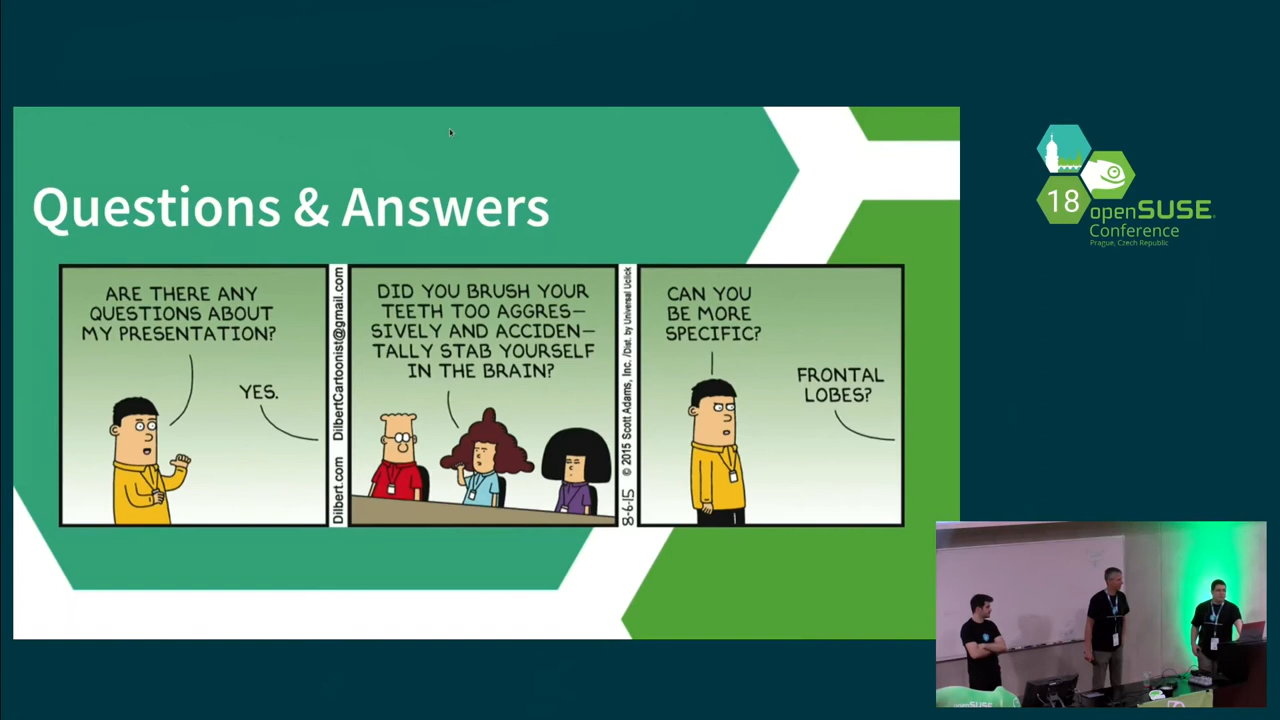 Questions & Answers
ARE THERE ANY
QUESTIONS ABOUT
MY PRESENTATION?
YES.
Dilbert.com DilbertCartoonist@gmail.com
DID YOU BRUSH YOUR
TEETH TOO AGGRES–
SIVELY AND ACCIDEN–
TALLY STAB YOURSELF
IN THE BRAIN?
8-6-15 © 2015 Scott Adams, Inc. /Dist. by Universal Uclick
CAN YOU
BE MORE
SPECIFIC?
FRONTAL
LOBES?
18
openSUSE
Conference
Prague, Czech Republic
openSUSE